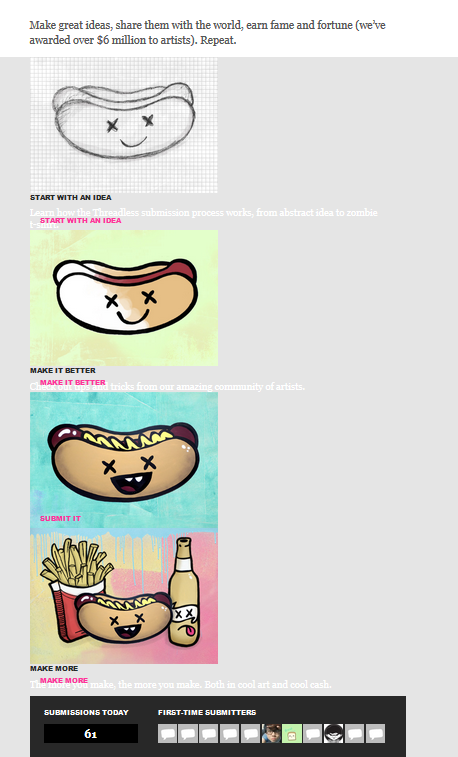 Make great ideas, share them with the world, earn fame and fortune (we've
awarded over $6 million to artists). Repeat.
START WITH AN IDEA
Learn how the Threadless submission process works, from abstract idea to zombie
t-shirt.
START WITH AN IDEA
MAKE IT BETTER
MAKE IT BETTER
tricks from our amazing community of artists.
SUBMIT IT
MAKE MORE
MAKE MORE
The more you make, the more you make. Both in cool art and cool cash.
SUBMISSIONS TODAY
FIRST-TIME SUBMITTERS
61